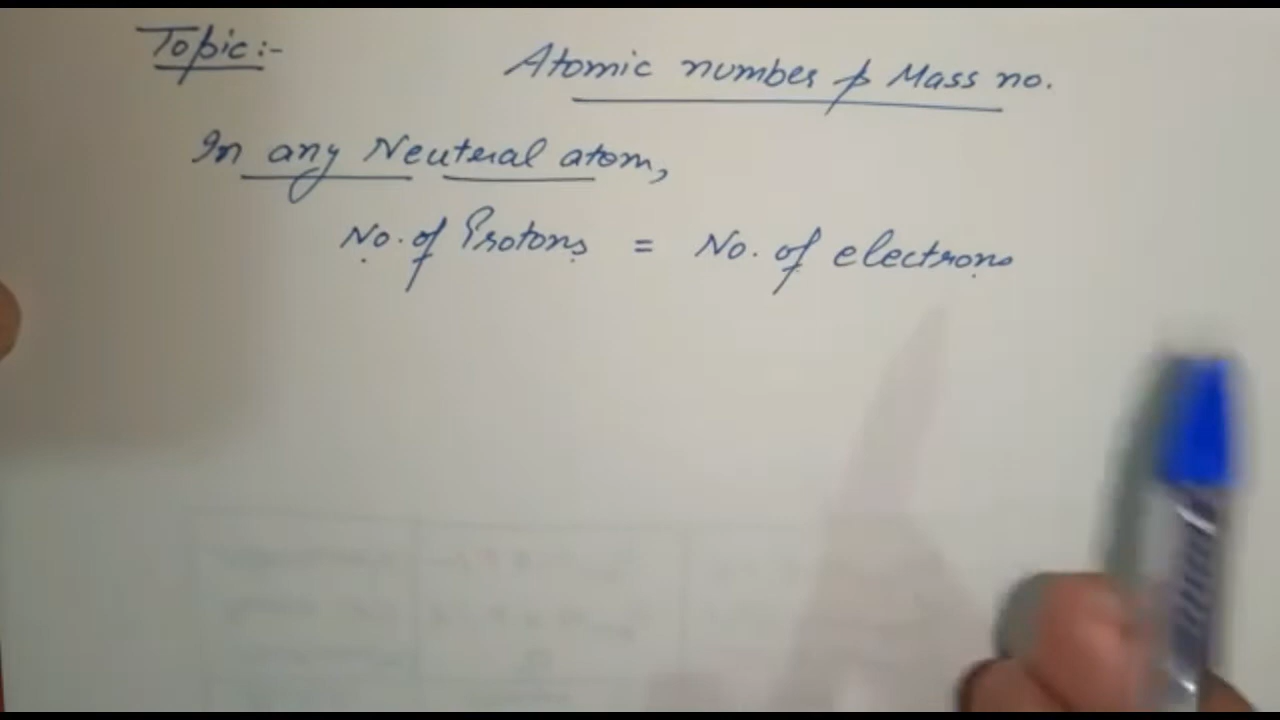 Topic:-
Atomic number & Mass no.
In any Neutral atom,
No. of Protons = No. of electrons